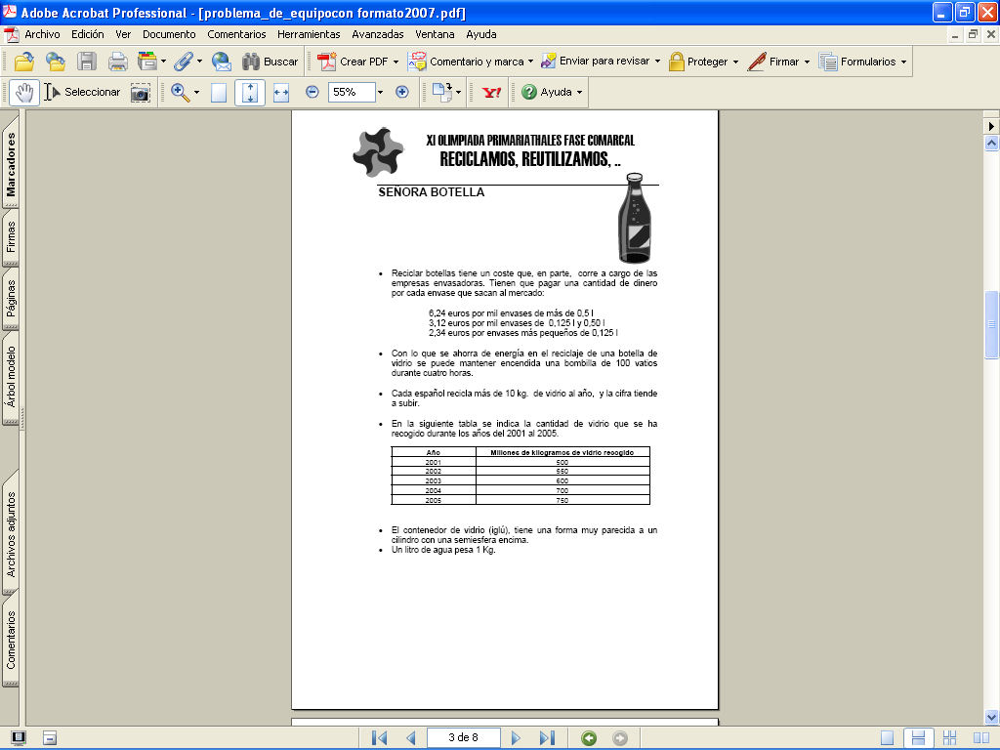 Adobe Acrobat Professional - [problema_de_equipocon formato2007.pdf]
Archivo Edición Ver Documento Comentarios Herramientas Avanzadas Ventana Ayuda
Buscar Crear PDF Comentario y marca Enviar para revisar Proteger Firmar Formularios
Seleccionar 55% Y! Ayuda
Marcadores
Firmas
Páginas
Árbol modelo
Archivos adjuntos
Comentarios
XI OLIMPIADA PRIMARIATHALES FASE COMARCAL
RECICLAMOS, REUTILIZAMOS, ..
SEÑORA BOTELLA
• Reciclar botellas tiene un coste que, en parte, corre a cargo de las
empresas envasadoras. Tienen que pagar una cantidad de dinero
por cada envase que sacan al mercado:
6,24 euros por mil envases de más de 0,5 l
3,12 euros por mil envases de 0,125 l y 0,50 l
2,34 euros por envases más pequeños de 0,125 l
• Con lo que se ahorra de energía en el reciclaje de una botella de
vidrio se puede mantener encendida una bombilla de 100 vatios
durante cuatro horas.
• Cada español recicla más de 10 kg. de vidrio al año, y la cifra tiende
a subir.
• En la siguiente tabla se indica la cantidad de vidrio que se ha
recogido durante los años del 2001 al 2005.
Año Millones de kilogramos de vidrio recogido
2001 500
2002 550
2003 600
2004 700
2005 750
• El contenedor de vidrio (iglú), tiene una forma muy parecida a un
cilindro con una semiesfera encima.
• Un litro de agua pesa 1 Kg.
3 de 8